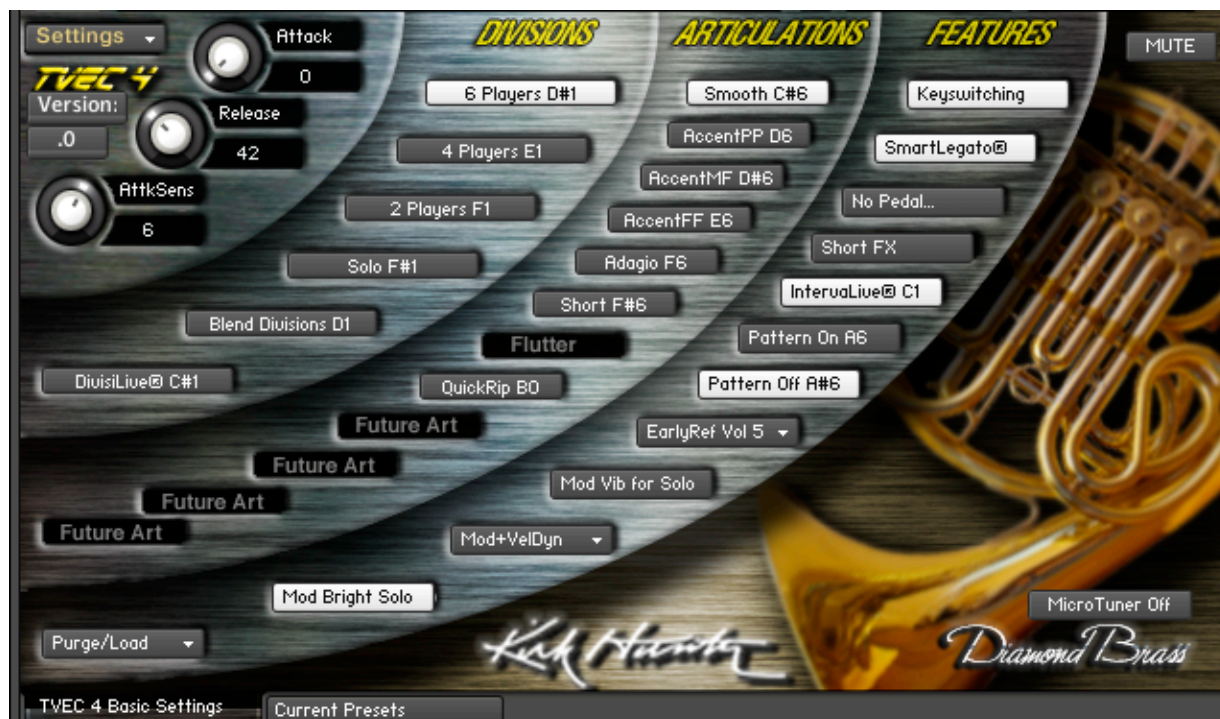 Settings
TVEC 4
Version:
.0
Attack
0
Release
42
AttkSens
6
DIVISIONS
6 Players D#1
4 Players E1
2 Players F1
Solo F#1
Blend Divisions D1
DivisiLive® C#1
ARTICULATIONS
Smooth C#6
AccentPP D6
AccentMF D#6
AccentFF E6
Adagio F6
Short F#6
Flutter
QuickRip B0
Future Art
Future Art
Future Art
Future Art
FEATURES
Keyswitching
SmartLegato®
No Pedal...
Short FX
IntervaLive® C1
Pattern On A6
Pattern Off A#6
EarlyRef Vol 5
Mod Vib for Solo
Mod+VelDyn
Mod Bright Solo
Purge/Load
MUTE
MicroTuner Off
Kirk Hunter
Diamond Brass
TVEC 4 Basic Settings
Current Presets